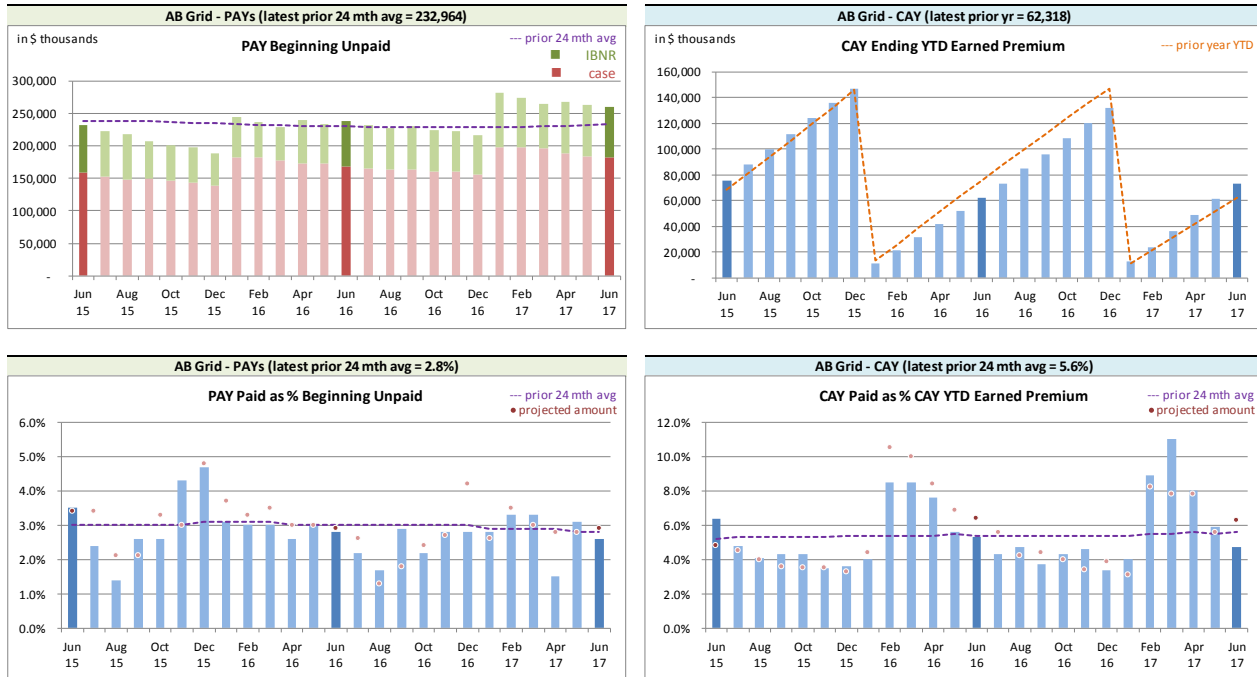 AB Grid - PAYs (latest prior 24 mth avg = 232,964)
in $ thousands
PAY Beginning Unpaid
--- prior 24 mth avg
IBNR
case
300,000
250,000
200,000
150,000
100,000
50,000
-
Jun Aug Oct Dec Feb Apr Jun Aug Oct Dec Feb Apr Jun
15 15 15 15 16 16 16 16 16 16 17 17 17
AB Grid - CAY (latest prior yr = 62,318)
in $ thousands
CAY Ending YTD Earned Premium
--- prior year YTD
160,000
140,000
120,000
100,000
80,000
60,000
40,000
20,000
-
Jun Aug Oct Dec Feb Apr Jun Aug Oct Dec Feb Apr Jun
15 15 15 15 16 16 16 16 16 16 17 17 17
AB Grid - PAYs (latest prior 24 mth avg = 2.8%)
PAY Paid as % Beginning Unpaid
--- prior 24 mth avg
projected amount
6.0%
5.0%
4.0%
3.0%
2.0%
1.0%
0.0%
Jun Aug Oct Dec Feb Apr Jun Aug Oct Dec Feb Apr Jun
15 15 15 15 16 16 16 16 16 16 17 17 17
AB Grid - CAY (latest prior 24 mth avg = 5.6%)
CAY Paid as % CAY YTD Earned Premium
--- prior 24 mth avg
projected amount
12.0%
10.0%
8.0%
6.0%
4.0%
2.0%
0.0%
Jun Aug Oct Dec Feb Apr Jun Aug Oct Dec Feb Apr Jun
15 15 15 15 16 16 16 16 16 16 17 17 17